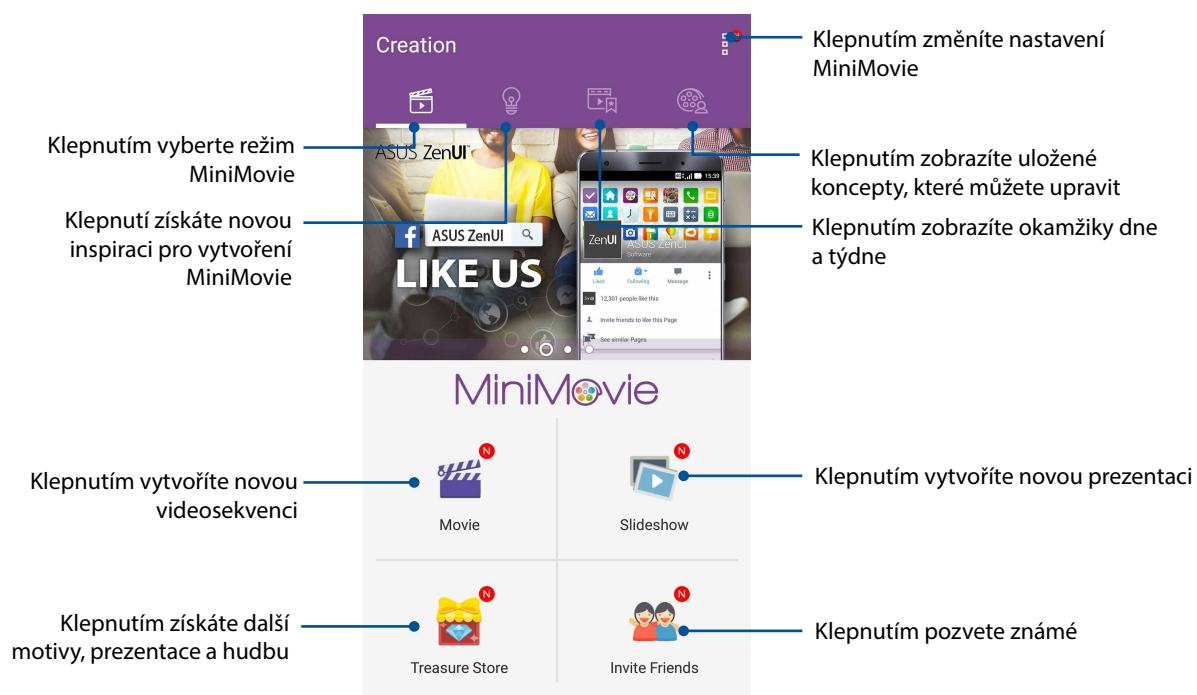 Creation
Klepnutím změníte nastavení
MiniMovie
Klepnutím vyberte režim
MiniMovie
Klepnutí získáte novou
inspiraci pro vytvoření
MiniMovie
ASUS ZenUI
f ASUS ZenUI
LIKE US
15:39
ZenUI
ASUS ZenUI
Software
Liked Following Message
12,301 people like this
Invite friends to like this Page
See similar Pages
Klepnutím zobrazíte uložené
koncepty, které můžete upravit
Klepnutím zobrazíte okamžiky dne
a týdne
MiniMovie
Klepnutím vytvoříte novou
videosekvenci
N
Movie
N
Slideshow
Klepnutím vytvoříte novou prezentaci
Klepnutím získáte další
motivy, prezentace a hudbu
N
Treasure Store
N
Invite Friends
Klepnutím pozvete známé